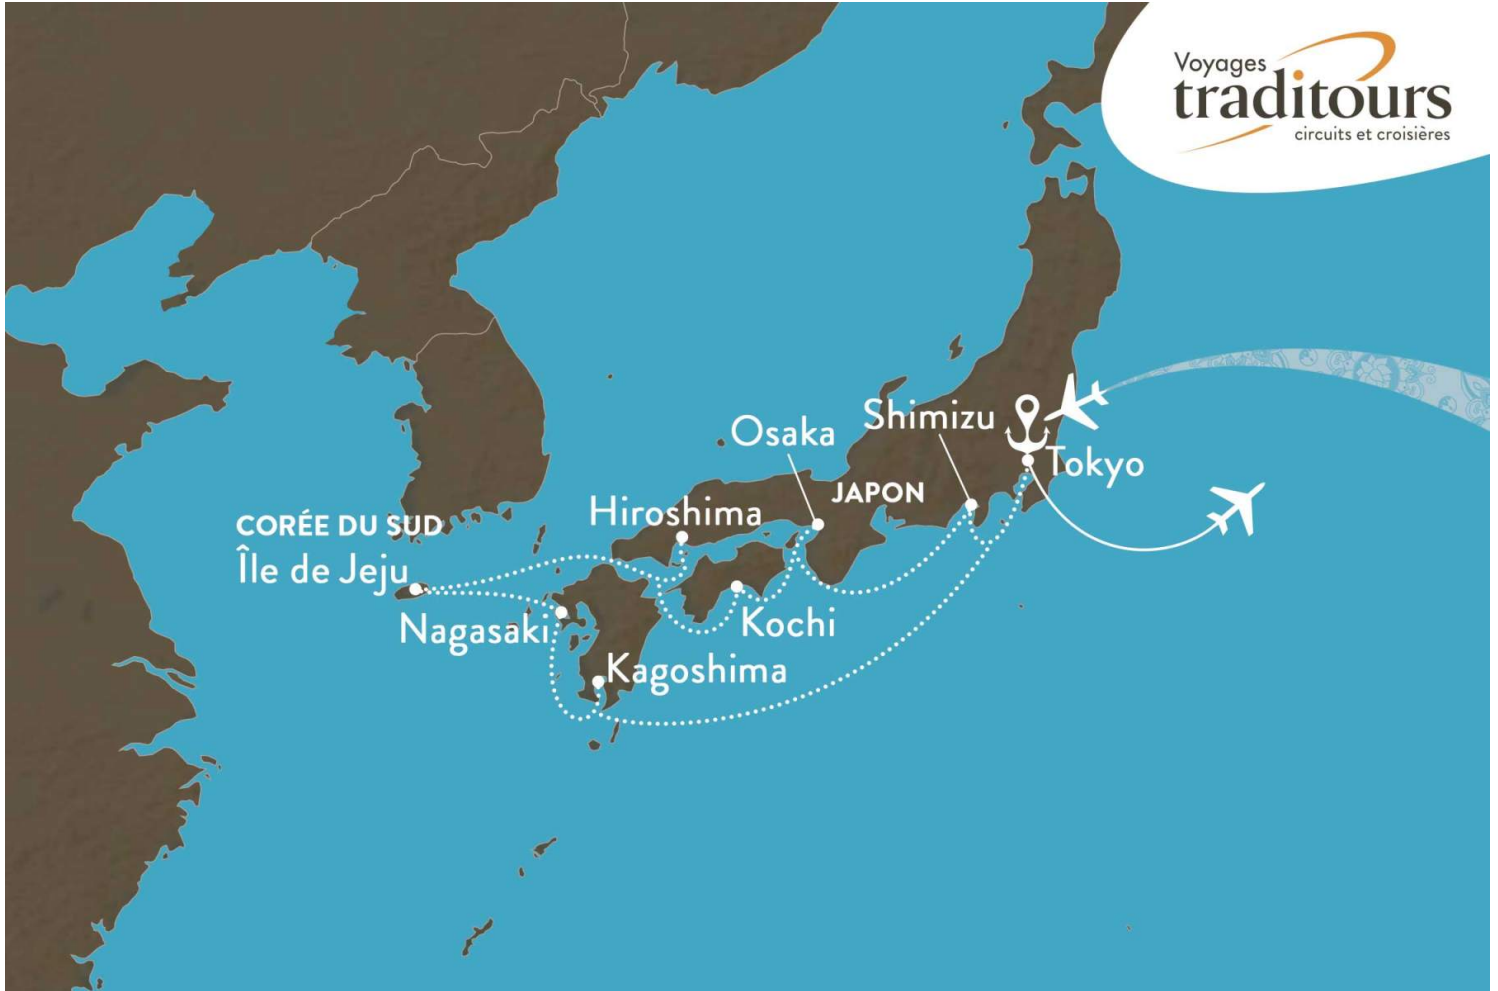 Voyages
traditours
circuits et croisières
Shimizu
Osaka
Tokyo
JAPON
Hiroshima
CORÉE DU SUD
Île de Jeju
Nagasaki
Kochi
Kagoshima